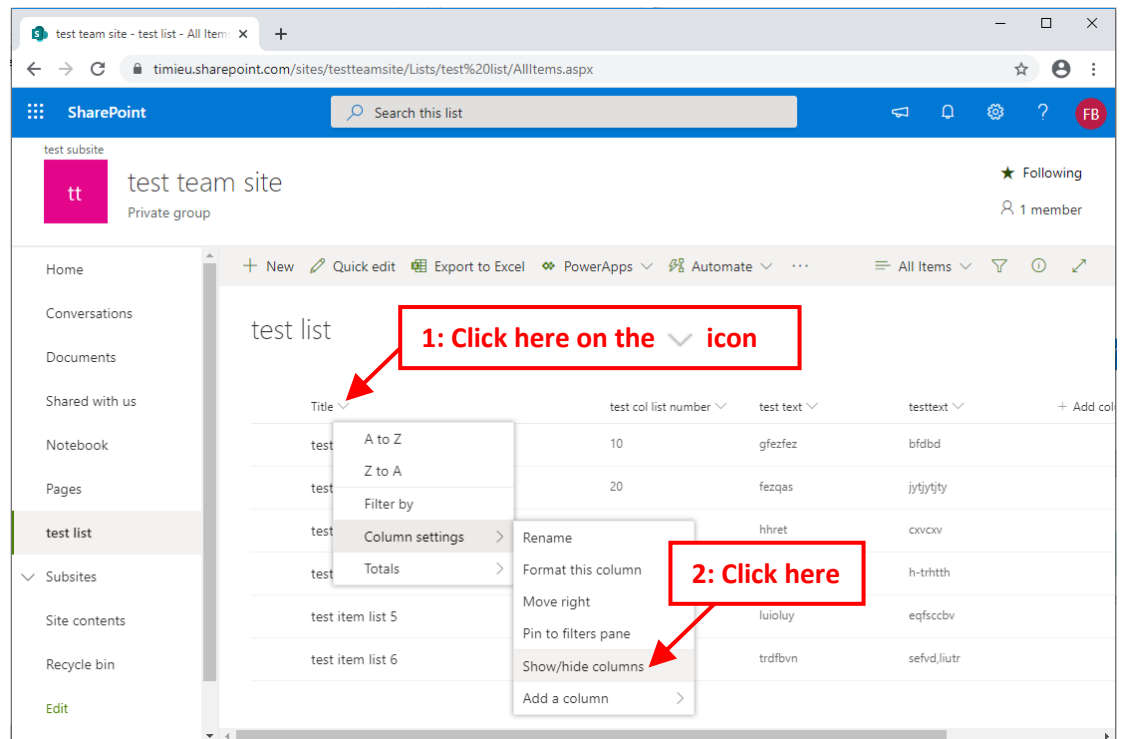 test team site - test list - All Item
timieu.sharepoint.com/sites/testteamsite/Lists/test%20list/AllItems.aspx
SharePoint
Search this list
?
FB
test subsite
tt
test team site
Private group
Following
1 member
Home
Conversations
Documents
Shared with us
Notebook
Pages
test list
Subsites
Site contents
Recycle bin
Edit
+ New Quick edit Export to Excel PowerApps Automate ... All Items
test list
1: Click here on the icon
Title test col list number test text testtext + Add col
test 10 gfezfez bfdbd
test 20 fezqas jytjytjty
test hhret cxvcxv
test h-trhtth
test item list 5 luioluy eqfsccbv
test item list 6 trdfbvn sefvd,liutr
A to Z
Z to A
Filter by
Column settings
Totals
Rename
Format this column
Move right
Pin to filters pane
Show/hide columns
Add a column
2: Click here